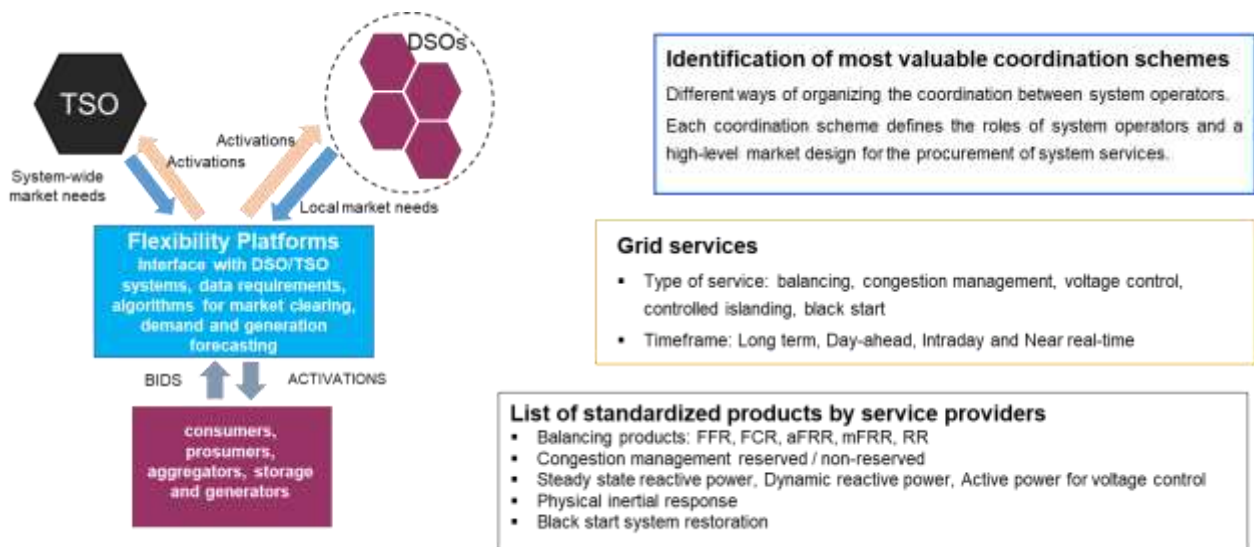 TSO
DSOs
Activations
Activations
System-wide
market needs
Local market needs
Flexibility Platforms
Interface with DSO/TSO
systems, data requirements,
algorithms for market clearing,
demand and generation
forecasting
BIDS
ACTIVATIONS
consumers,
prosumers,
aggregators, storage
and generators
Identification of most valuable coordination schemes
Different ways of organizing the coordination between system operators.
Each coordination scheme defines the roles of system operators and a
high-level market design for the procurement of system services.
Grid services
▪ Type of service: balancing, congestion management, voltage control,
controlled islanding, black start
▪ Timeframe: Long term, Day-ahead, Intraday and Near real-time
List of standardized products by service providers
▪ Balancing products: FFR, FCR, aFRR, mFRR, RR
▪ Congestion management reserved / non-reserved
▪ Steady state reactive power, Dynamic reactive power, Active power for voltage control
▪ Physical inertial response
▪ Black start system restoration